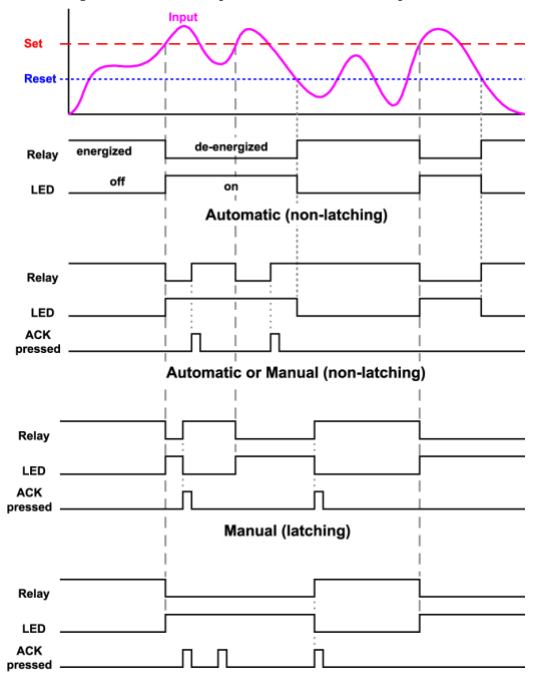 Input
Set
Reset
Relay energized de-energized
LED off on
Automatic (non-latching)
Relay
LED
ACK
pressed
Automatic or Manual (non-latching)
Relay
LED
ACK
pressed
Manual (latching)
Relay
LED
ACK
pressed